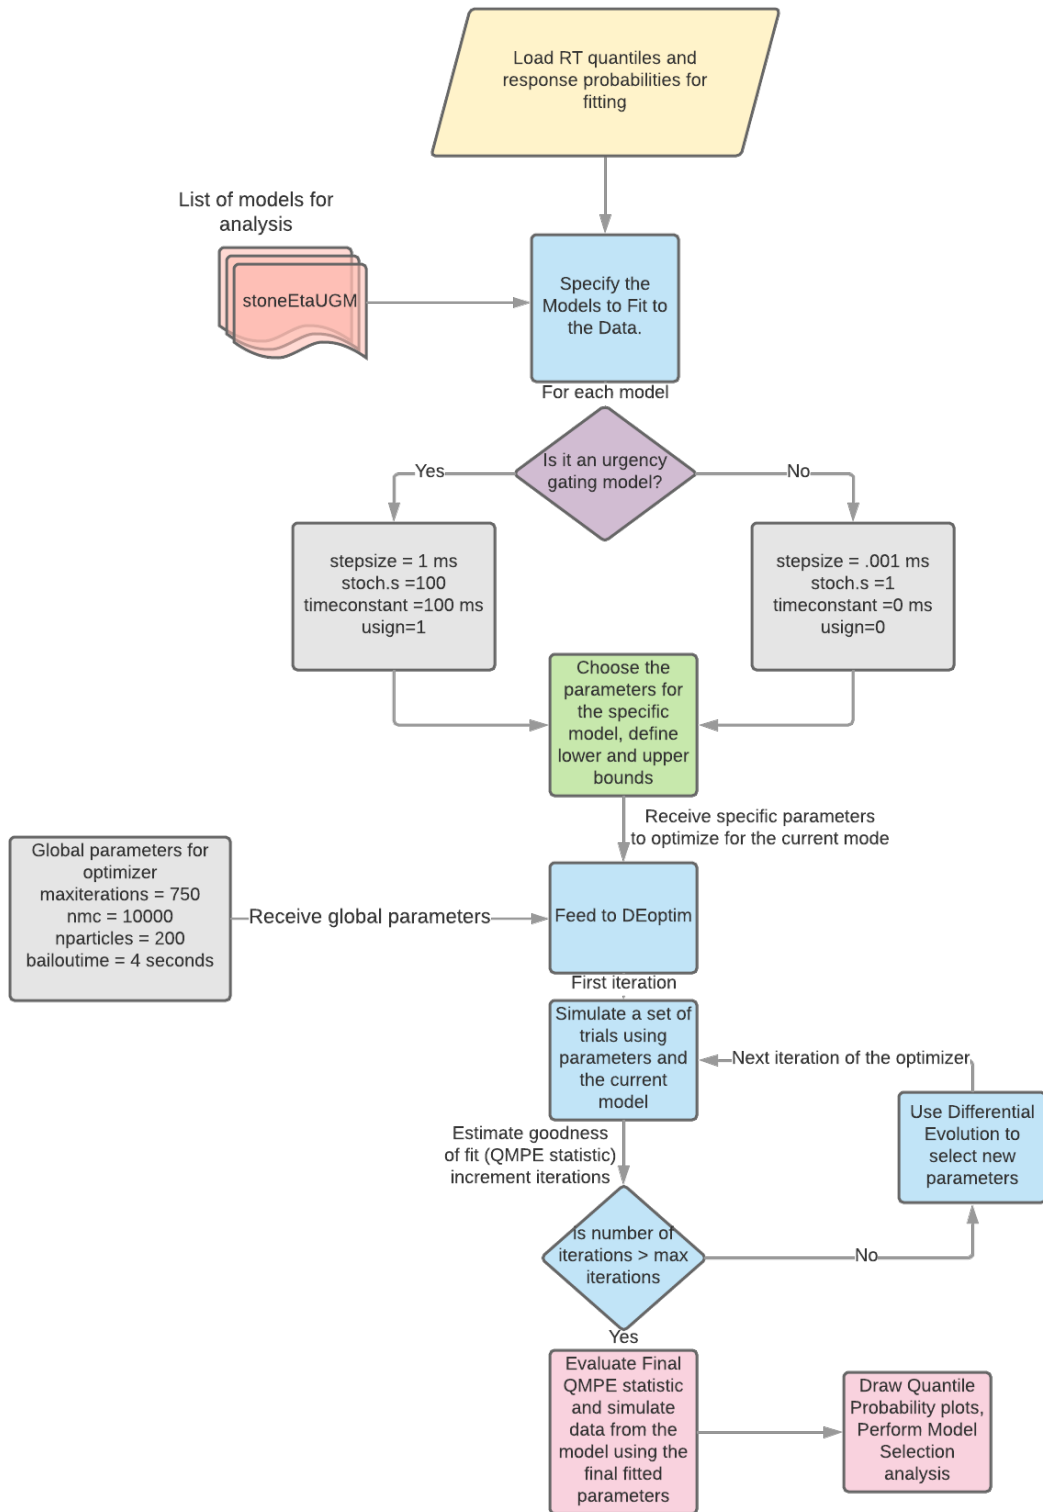 Load RT quantiles and
response probabilities for
fitting
List of models for
analysis
stoneEtaUGM
Specify the
Models to Fit to
the Data.
For each model
Is it an urgency
gating model?
Yes
No
stepsize = 1 ms
stoch.s =100
timeconstant =100 ms
usign=1
stepsize = .001 ms
stoch.s =1
timeconstant =0 ms
usign=0
Choose the
parameters for
the specific
model, define
lower and upper
bounds
Receive specific parameters
to optimize for the current mode
Global parameters for
optimizer
maxiterations = 750
nmc = 10000
nparticles = 200
bailoutime = 4 seconds
Receive global parameters
Feed to DEoptim
First iteration
Simulate a set of
trials using
parameters and
the current
model
Next iteration of the optimizer
Use Differential
Evolution to
select new
parameters
Estimate goodness
of fit (QMPE statistic)
increment iterations
is number of
iterations > max
iterations
No
Yes
Evaluate Final
QMPE statistic
and simulate
data from the
model using the
final fitted
parameters
Draw Quantile
Probability plots,
Perform Model
Selection
analysis